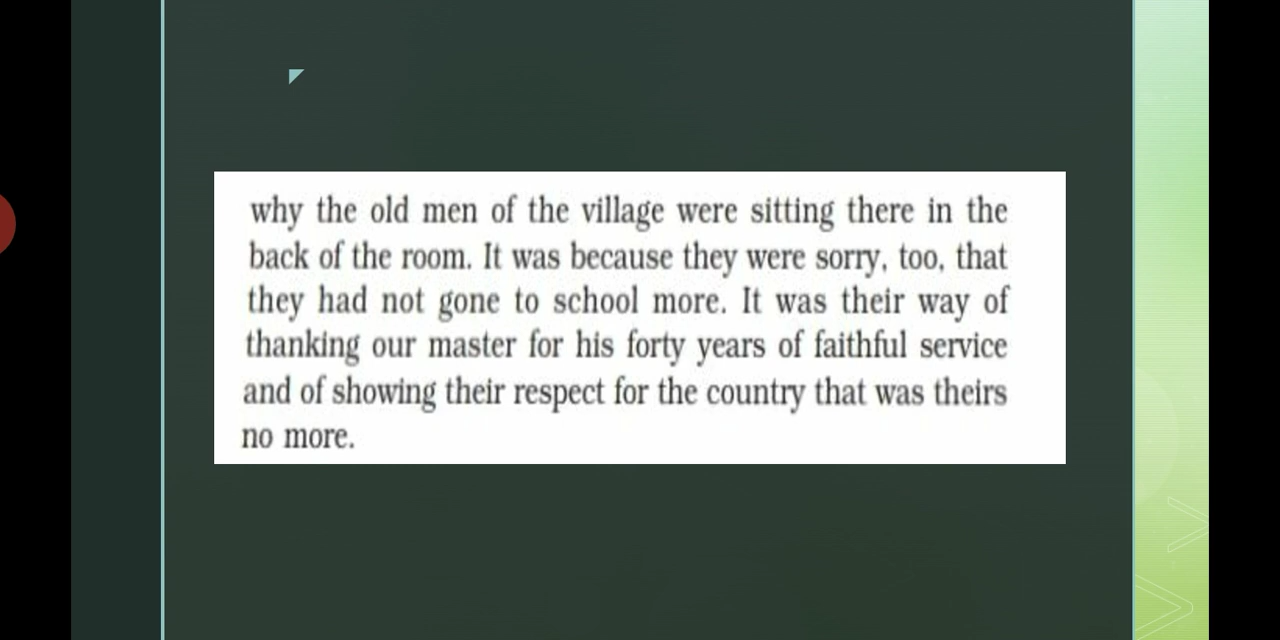 why the old men of the village were sitting there in the
back of the room. It was because they were sorry, too, that
they had not gone to school more. It was their way of
thanking our master for his forty years of faithful service
and of showing their respect for the country that was theirs
no more.